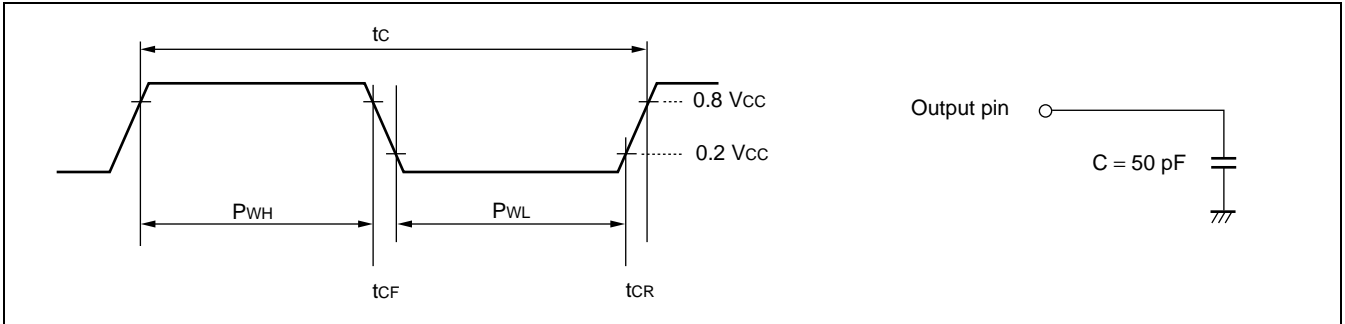 tC
0.8 VCC
0.2 VCC
PWH
PWL
tCF
tCR
Output pin
C = 50 pF